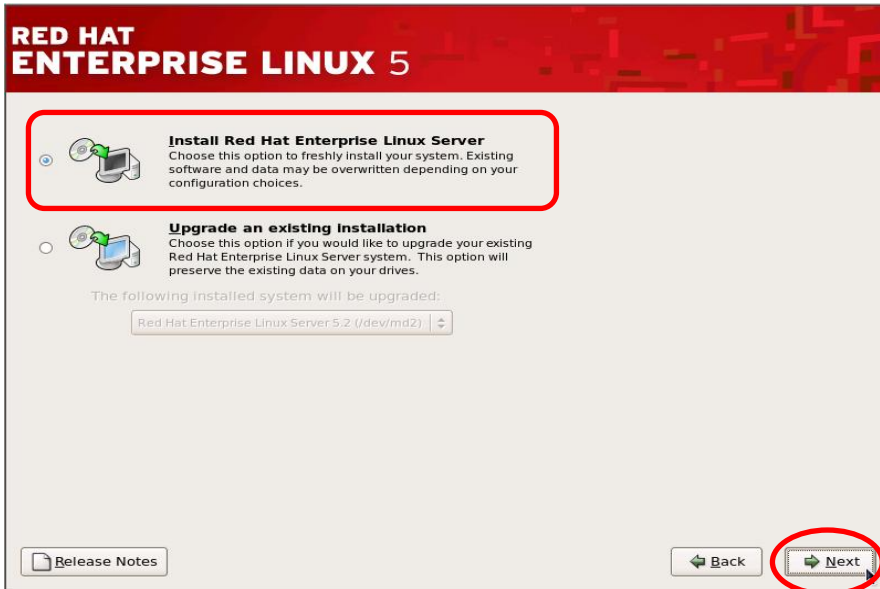 RED HAT
ENTERPRISE LINUX 5
Install Red Hat Enterprise Linux Server
Choose this option to freshly install your system. Existing
software and data may be overwritten depending on your
configuration choices.
Upgrade an existing installation
Choose this option if you would like to upgrade your existing
Red Hat Enterprise Linux Server system. This option will
preserve the existing data on your drives.
The following installed system will be upgraded:
Red Hat Enterprise Linux Server 5.2 (/dev/md2)
Release Notes
Back
Next